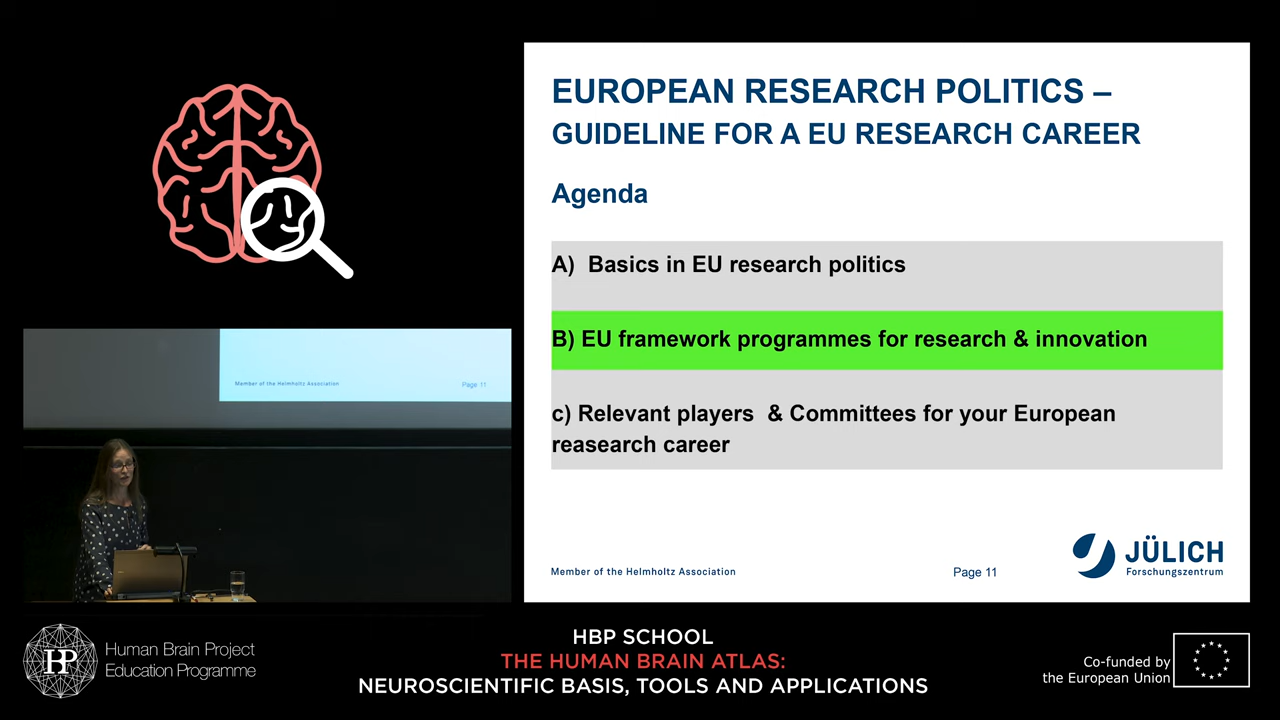 EUROPEAN RESEARCH POLITICS –
GUIDELINE FOR A EU RESEARCH CAREER
Agenda
A) Basics in EU research politics
B) EU framework programmes for research & innovation
c) Relevant players & Committees for your European
reasearch career
Member of the Helmholtz Association
Page 11
JÜLICH
Forschungszentrum
Member of the Helmholtz Association
Page 11
HP
Human Brain Project
Education Programme
HBP SCHOOL
THE HUMAN BRAIN ATLAS:
NEUROSCIENTIFIC BASIS, TOOLS AND APPLICATIONS
Co-funded by
the European Union